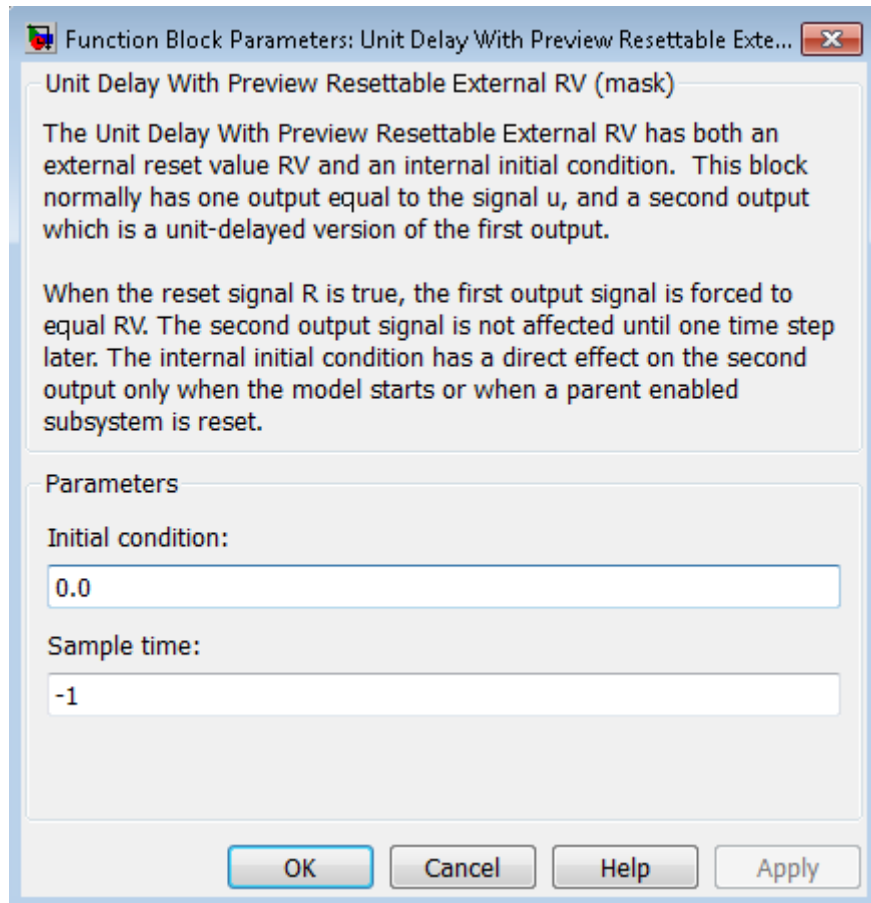 Function Block Parameters: Unit Delay With Preview Resettable Exte...
Unit Delay With Preview Resettable External RV (mask)
The Unit Delay With Preview Resettable External RV has both an
external reset value RV and an internal initial condition.  This block
normally has one output equal to the signal u, and a second output
which is a unit-delayed version of the first output.
When the reset signal R is true, the first output signal is forced to
equal RV. The second output signal is not affected until one time step
later. The internal initial condition has a direct effect on the second
output only when the model starts or when a parent enabled
subsystem is reset.
Parameters
Initial condition:
0.0
Sample time:
-1
OK Cancel Help Apply